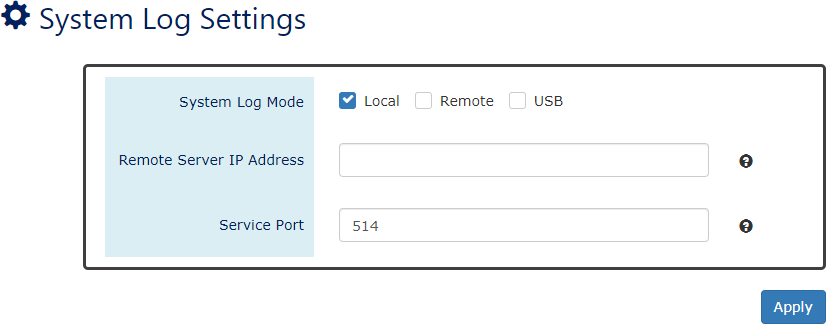 System Log Settings
System Log Mode Local Remote USB
Remote Server IP Address
Service Port 514
Apply